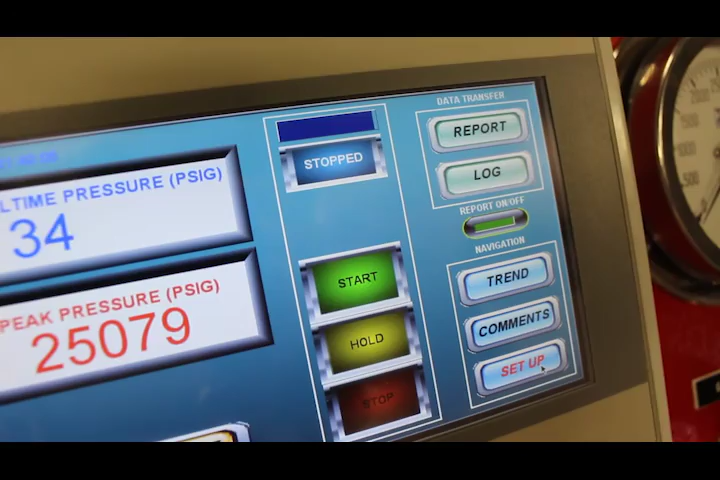 LTIME PRESSURE (PSIG)
34
PEAK PRESSURE (PSIG)
25079
STOPPED
START
HOLD
STOP
DATA TRANSFER
REPORT
LOG
REPORT ON/OFF
NAVIGATION
TREND
COMMENTS
SET UP